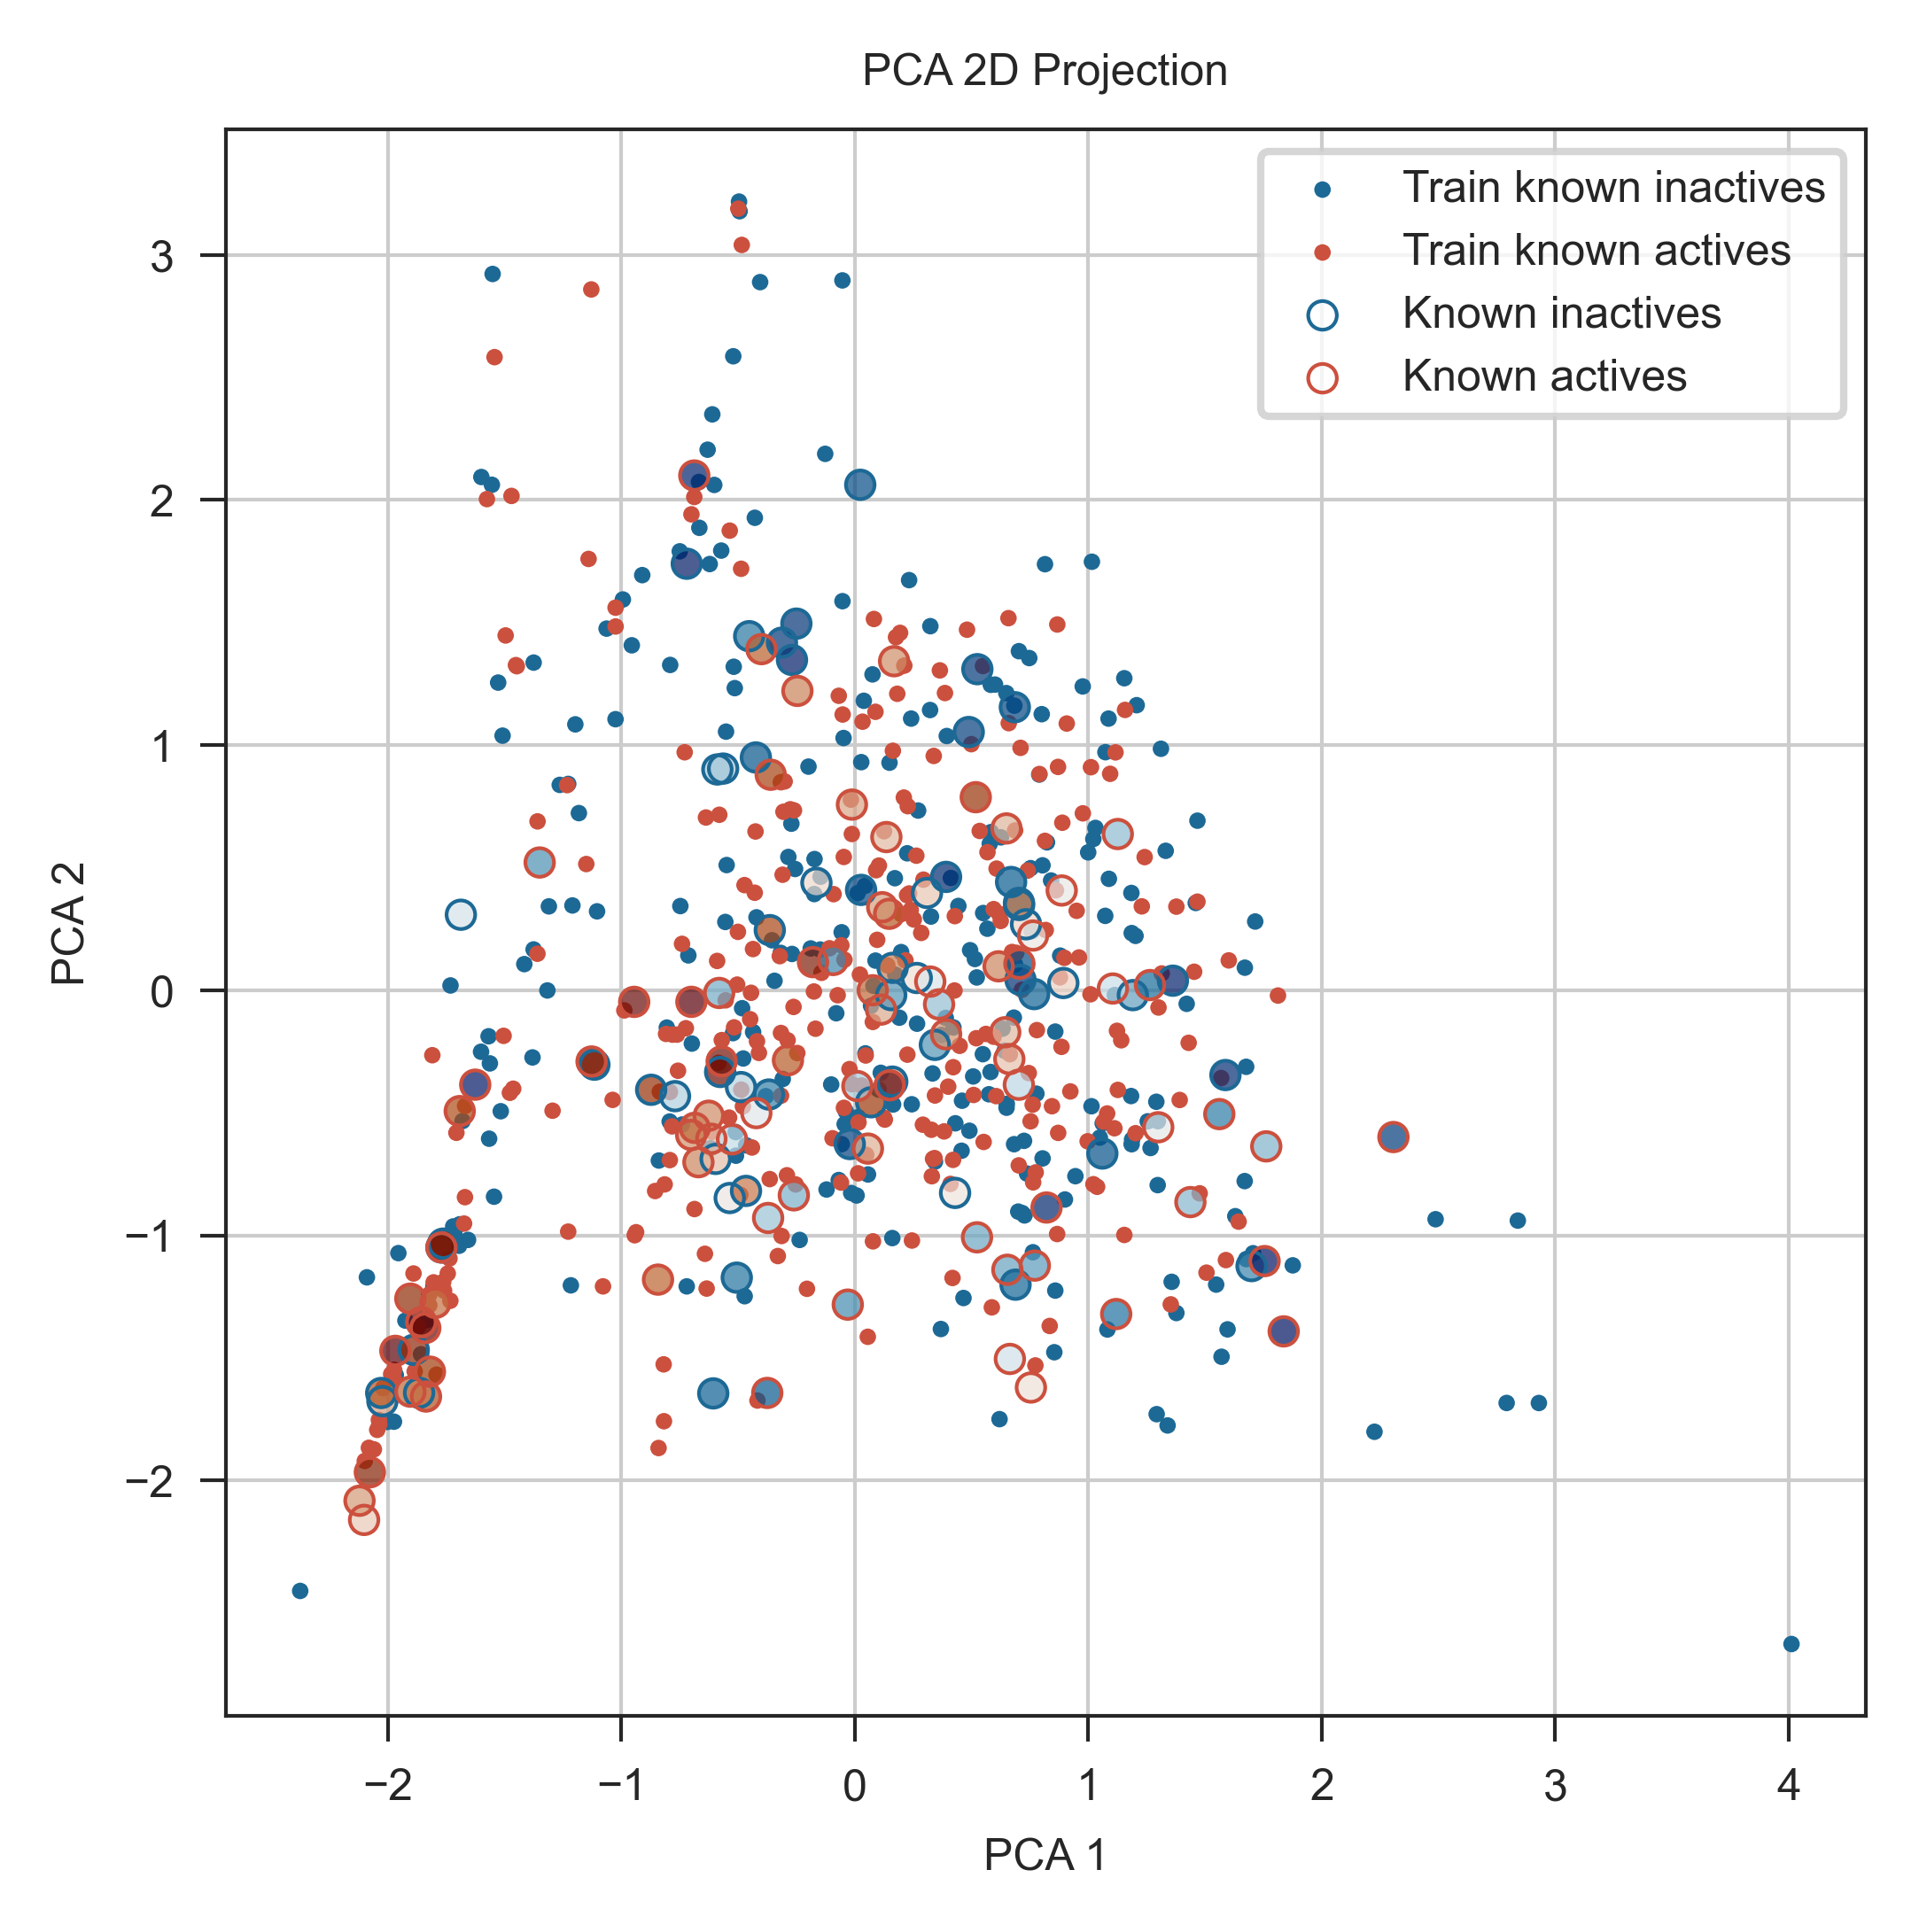 PCA 2D Projection
Train known inactives
Train known actives
Known inactives
Known actives
3
2
1
0
−1
−2
PCA 2
−2
−1
0
1
2
3
4
PCA 1